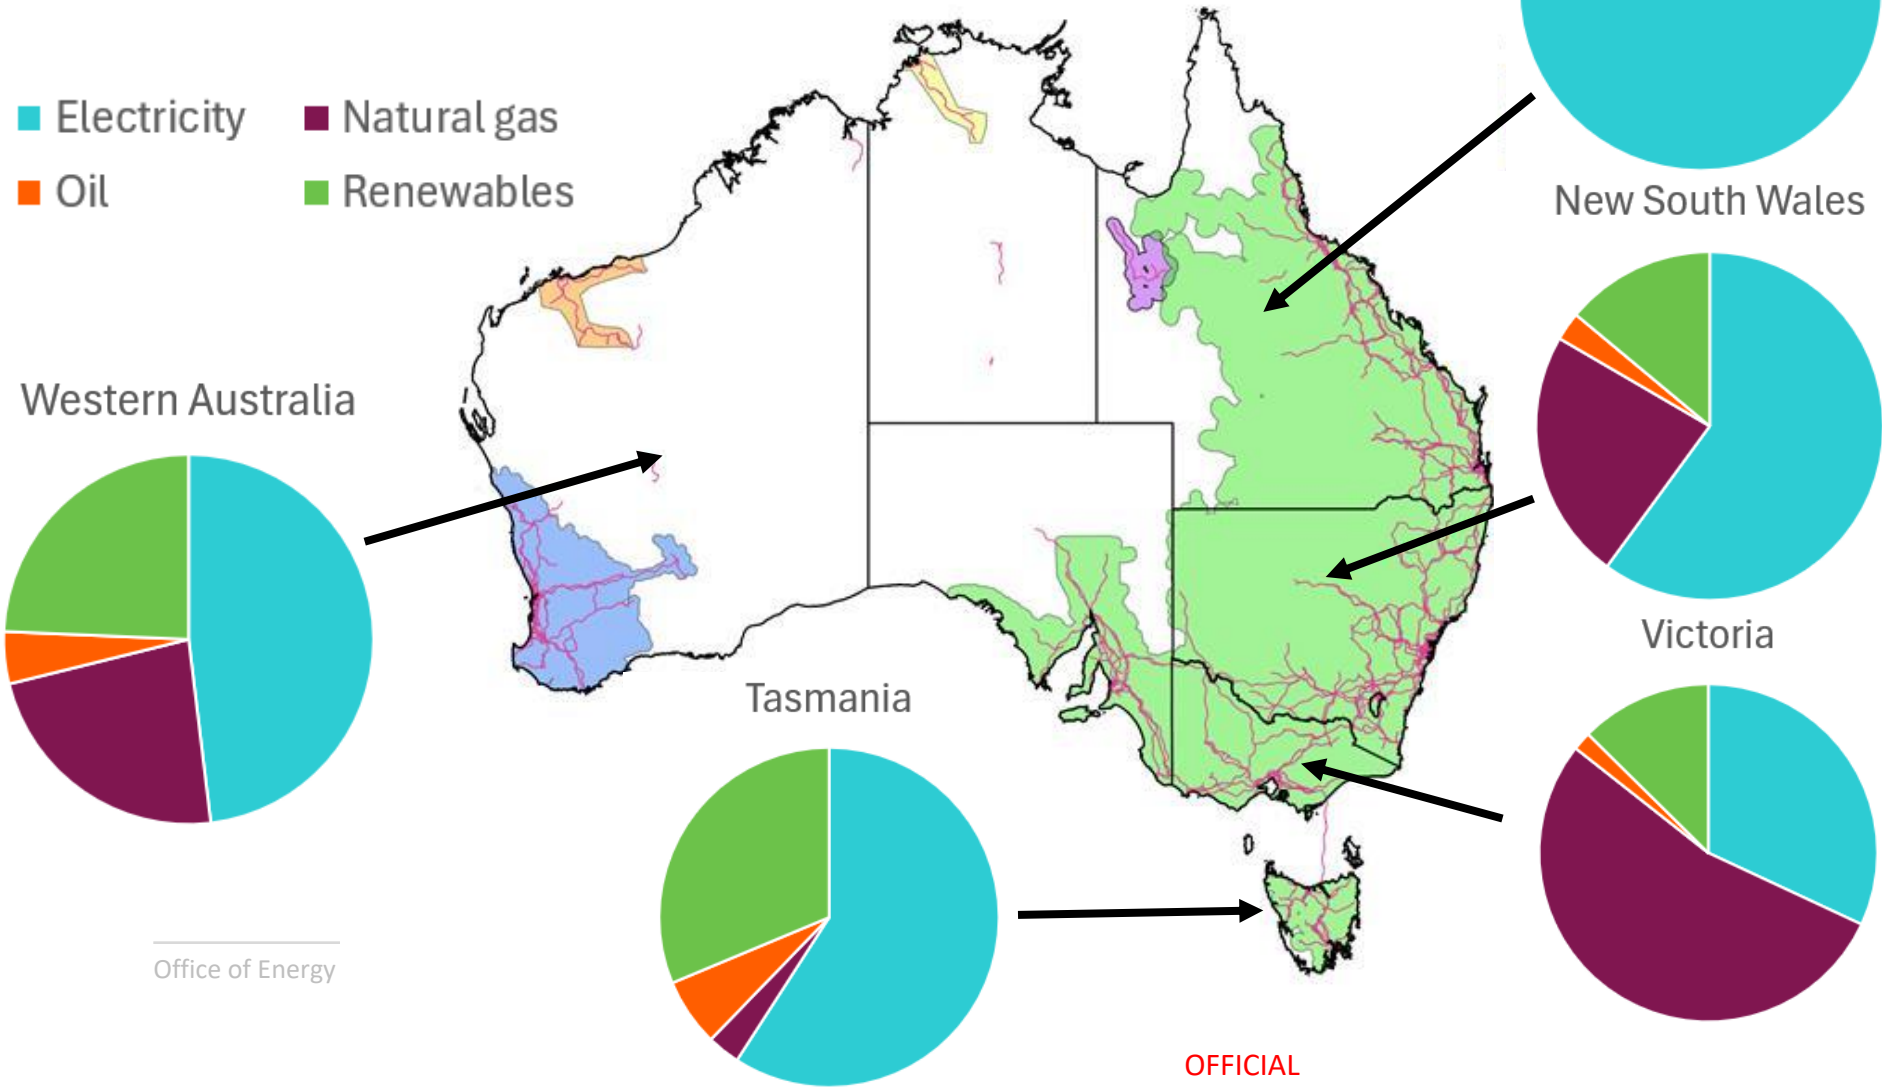 Electricity
Natural gas
Oil
Renewables
New South Wales
Western Australia
Victoria
Tasmania
Office of Energy
OFFICIAL